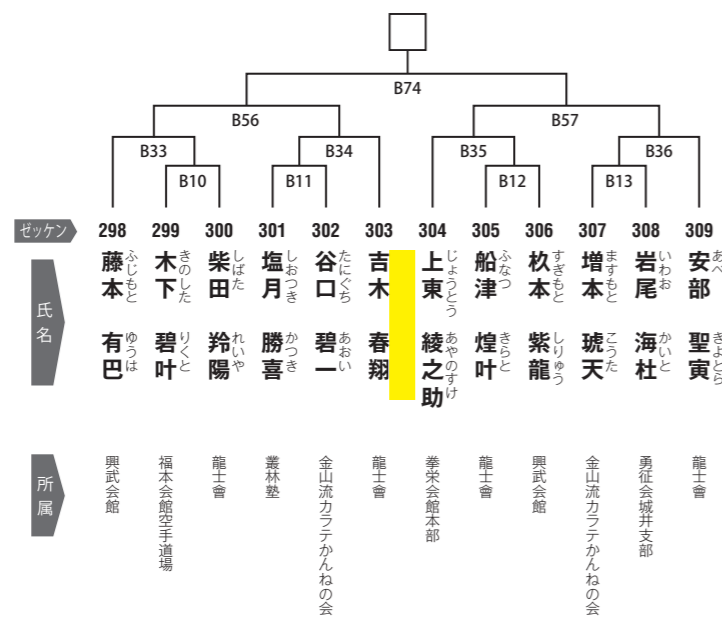 B74
B56
B57
B33
B34
B35
B36
B10
B11
B12
B13
ゼッケン
298
299
300
301
302
303
304
305
306
307
308
309
氏名
藤本 有巴
ふじもと ゆうは
木下 碧叶
きのした りくと
柴田 羚陽
しばた れいや
塩月 勝喜
しおつき かつき
谷口 碧一
たにぐち あおい
吉木 春翔
上東 綾之助
じょうとう あやのすけ
船津 煌叶
ふなつ きらと
杦本 紫龍
すぎもと しりゅう
増本 琥天
ますもと こうた
岩尾 海杜
いわお かいと
安部 聖寅
あべ きよとら
所属
興武会館
福本会館空手道場
龍士會
叢林塾
金山流カラテかんねの会
龍士會
拳栄会館本部
龍士會
興武会館
金山流カラテかんねの会
勇征会城井支部
龍士會